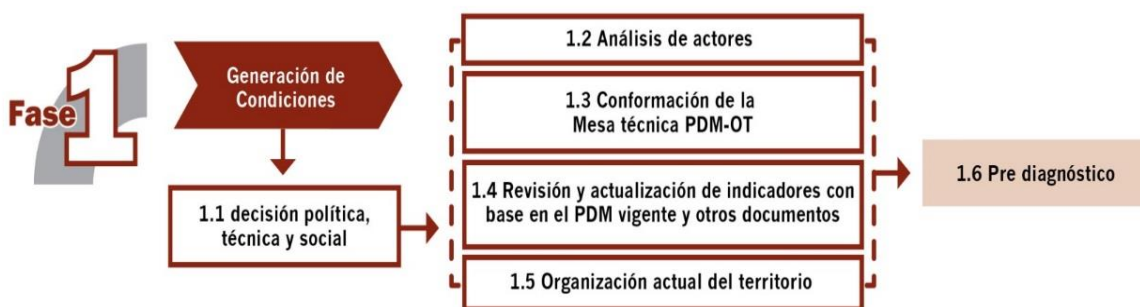 Fase 1
Generación de
Condiciones
1.1 decisión política,
técnica y social
1.2 Análisis de actores
1.3 Conformación de la
Mesa técnica PDM-OT
1.4 Revisión y actualización de indicadores con
base en el PDM vigente y otros documentos
1.5 Organización actual del territorio
1.6 Pre diagnóstico